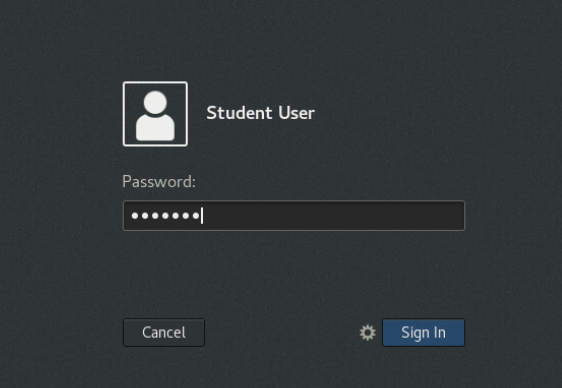 Student User
Password:
•••••••
Cancel
Sign In